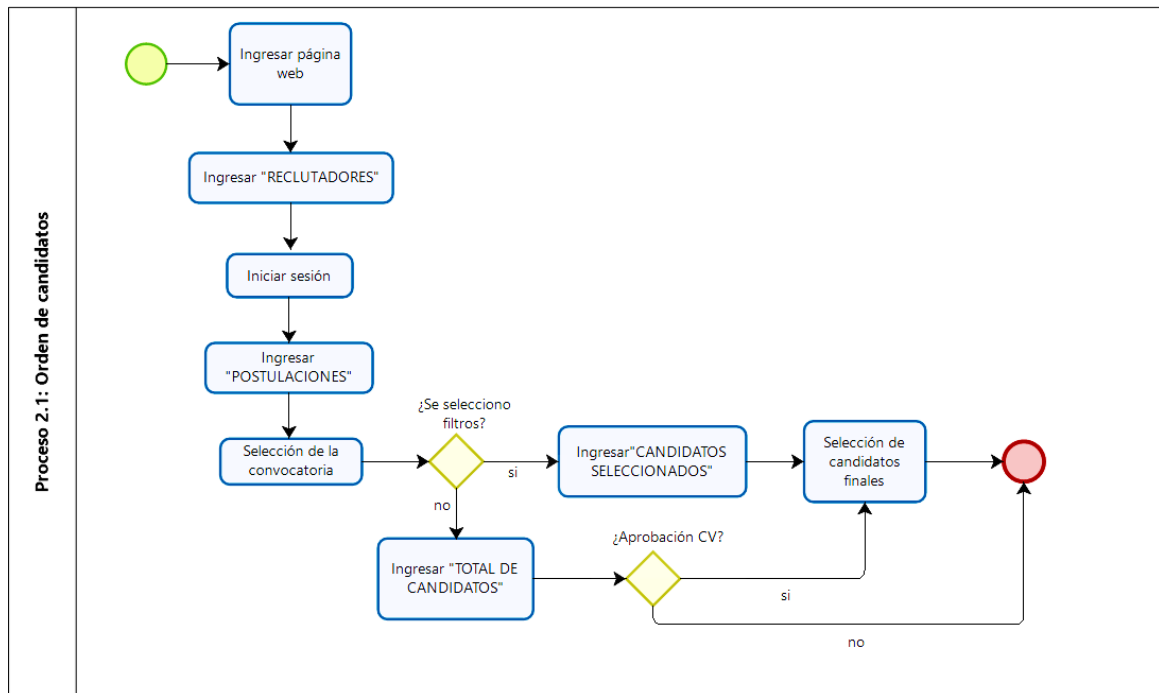 Proceso 2.1: Orden de candidatos
Ingresar página
web
Ingresar "RECLUTADORES"
Iniciar sesión
Ingresar
"POSTULACIONES"
Selección de la
convocatoria
¿Se selecciono
filtros?
si
no
Ingresar"CANDIDATOS
SELECCIONADOS"
Selección de
candidatos
finales
Ingresar "TOTAL DE
CANDIDATOS"
¿Aprobación CV?
si
no